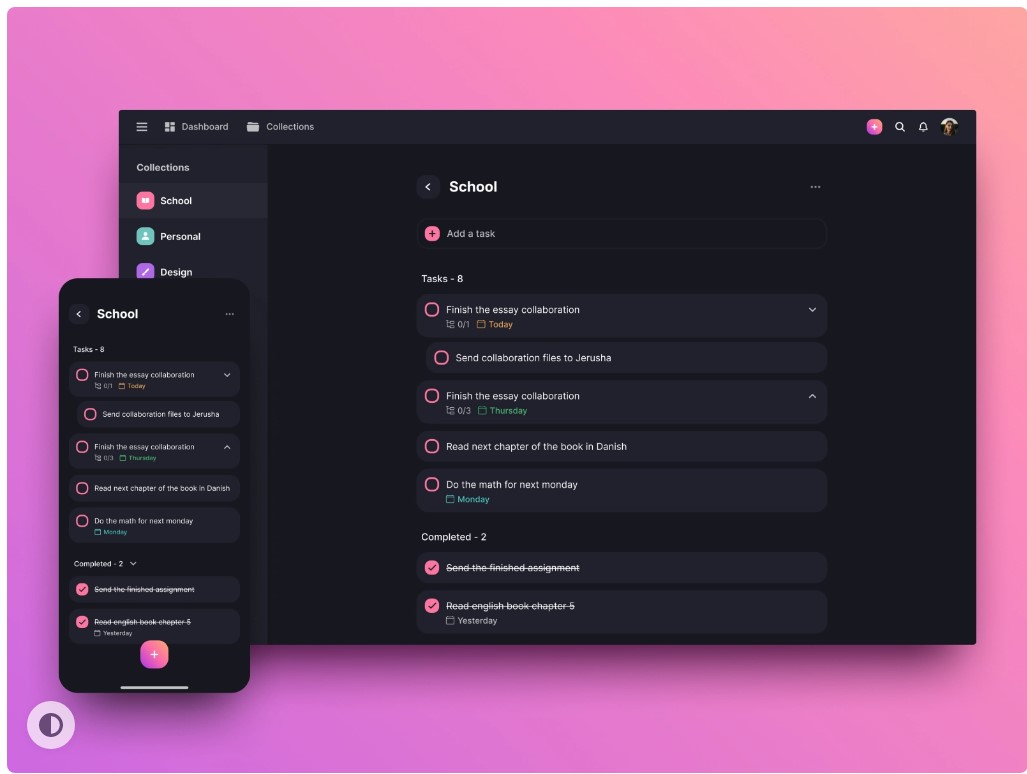 Dashboard
Collections
Collections
School
Personal
Design
School
Add a task
Tasks - 8
Finish the essay collaboration
0/1 Today
Send collaboration files to Jerusha
Finish the essay collaboration
0/3 Thursday
Read next chapter of the book in Danish
Do the math for next monday
Monday
Completed - 2
Send the finished assignment
Read english book chapter 5
Yesterday
School
Tasks - 8
Finish the essay collaboration
0/1 Today
Send collaboration files to Jerusha
Finish the essay collaboration
0/3 Thursday
Read next chapter of the book in Danish
Do the math for next monday
Monday
Completed - 2
Send the finished assignment
Read english book chapter 5
Yesterday